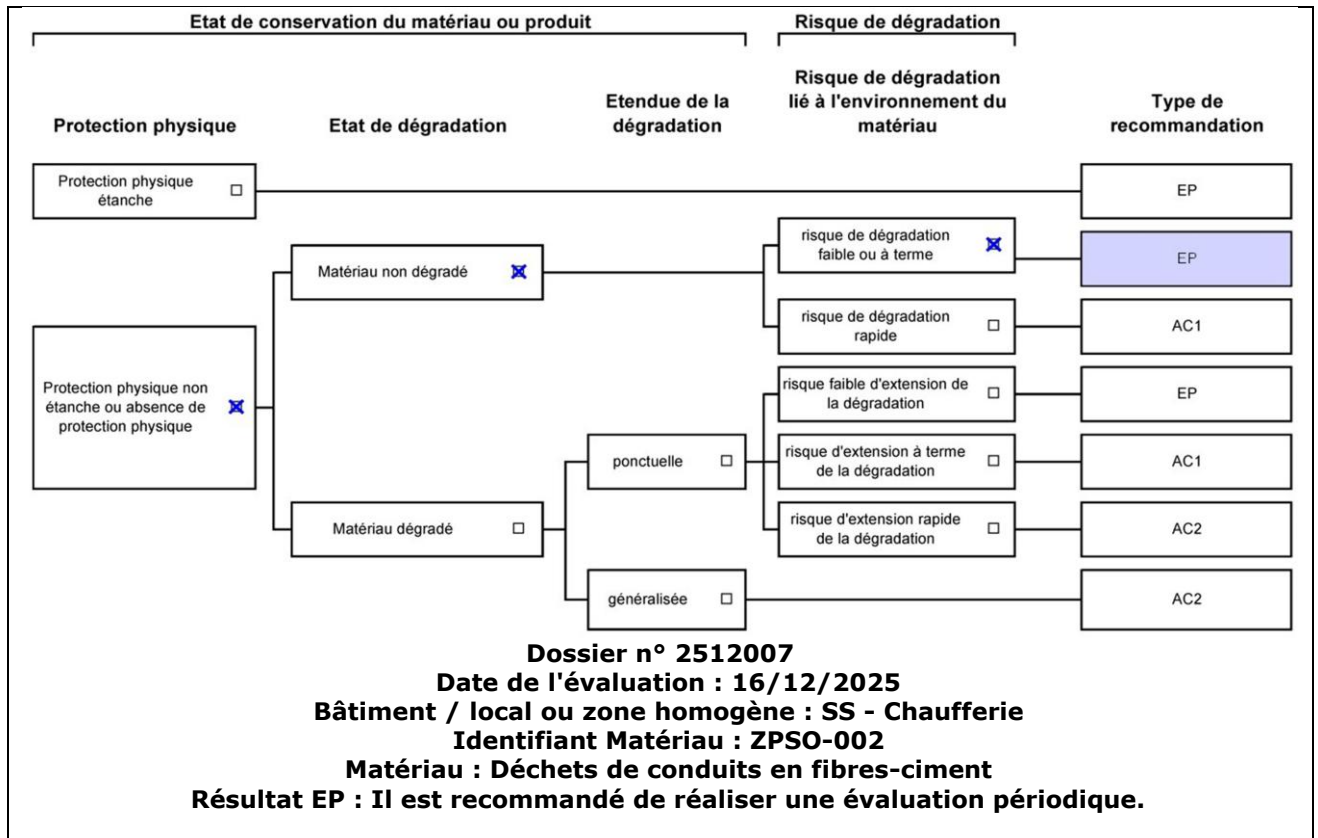 Etat de conservation du matériau ou produit
Risque de dégradation
Protection physique
Etat de dégradation
Etendue de la
dégradation
Risque de dégradation
lié à l'environnement du
matériau
Type de
recommandation
Protection physique
étanche
EP
risque de dégradation
faible ou à terme
EP
Matériau non dégradé
risque de dégradation
rapide
AC1
Protection physique non
étanche ou absence de
protection physique
risque faible d'extension de
la dégradation
EP
ponctuelle
risque d'extension à terme
de la dégradation
AC1
Matériau dégradé
risque d'extension rapide
de la dégradation
AC2
généralisée
AC2
Dossier n° 2512007
Date de l'évaluation : 16/12/2025
Bâtiment / local ou zone homogène : SS - Chaufferie
Identifiant Matériau : ZPSO-002
Matériau : Déchets de conduits en fibres-ciment
Résultat EP : Il est recommandé de réaliser une évaluation périodique.